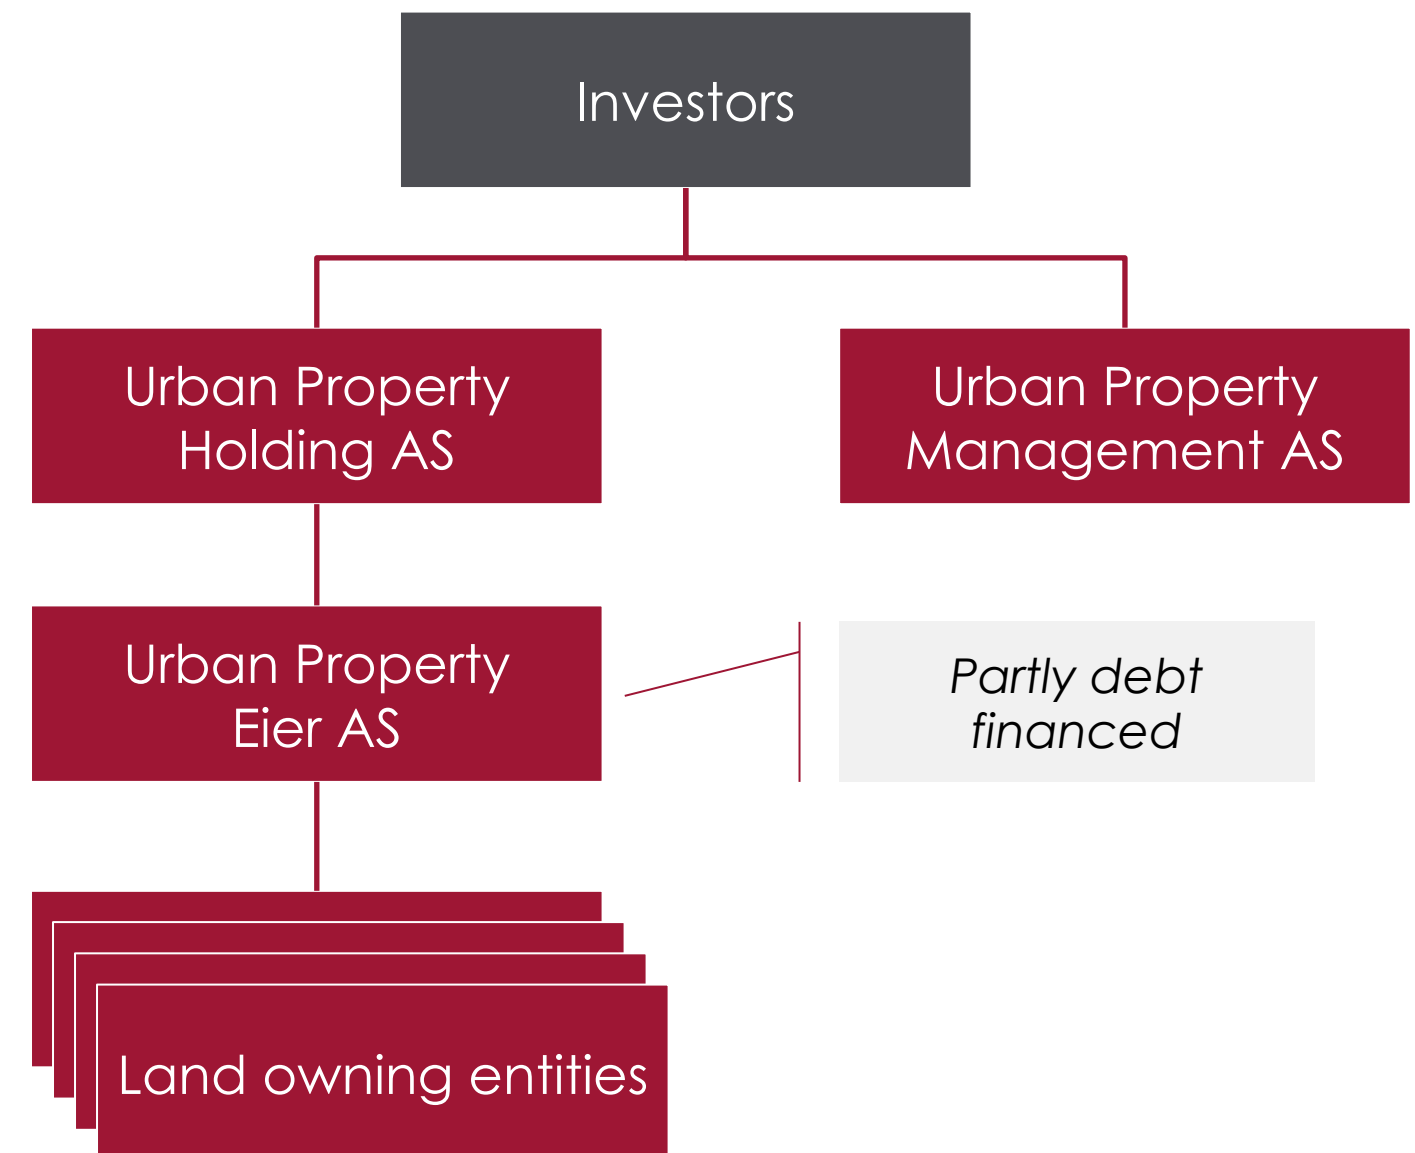 Investors
Urban Property
Holding AS
Urban Property
Management AS
Urban Property
Eier AS
Partly debt
financed
Land owning entities